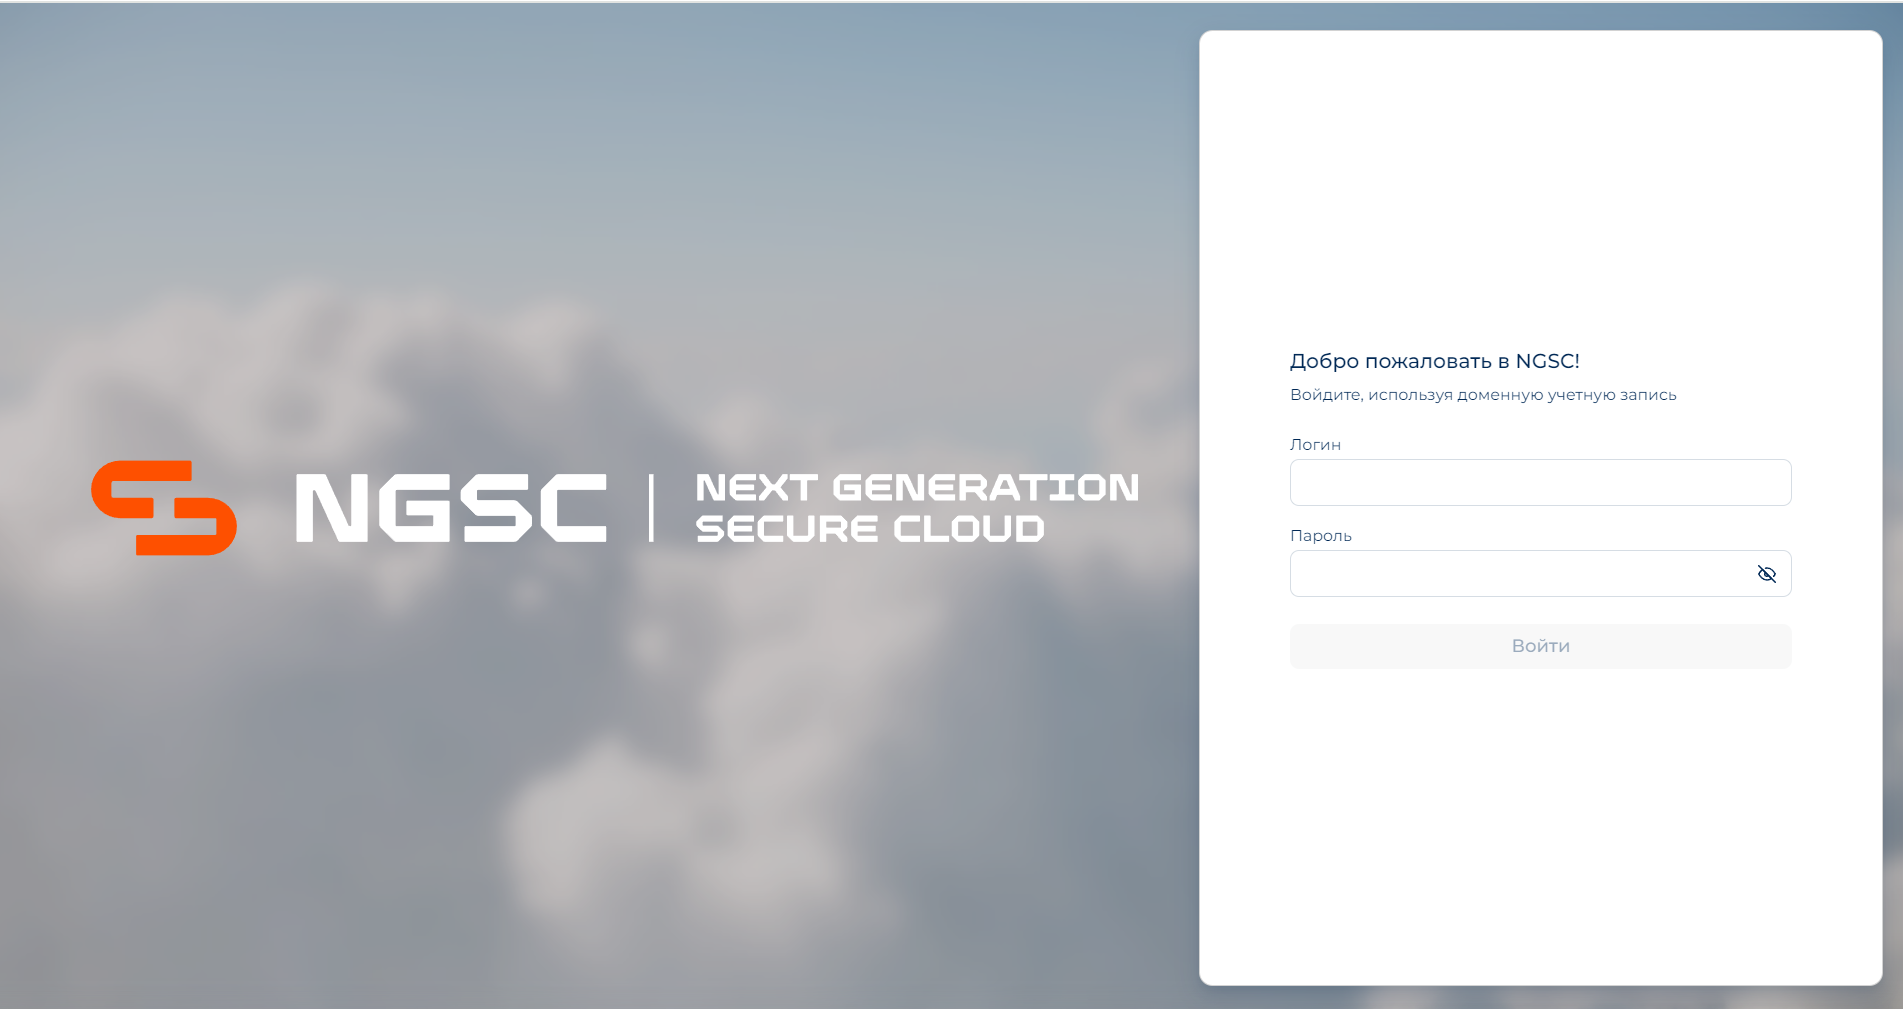 NGSC
NEXT GENERATION
SECURE CLOUD
Добро пожаловать в NGSC!
Войдите, используя доменную учетную запись
Логин
Пароль
Войти